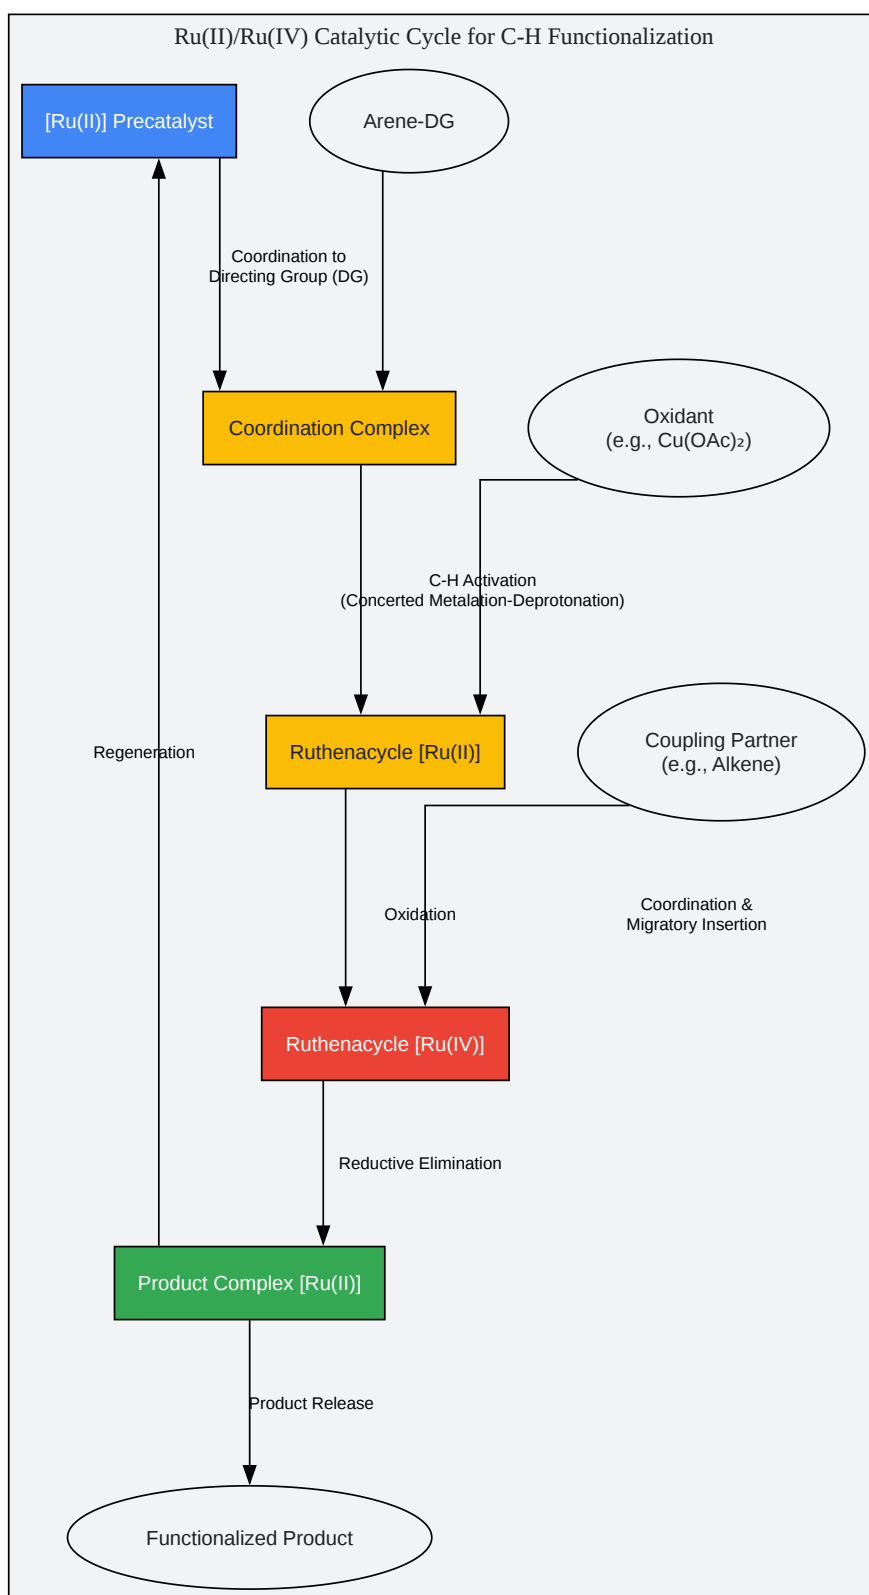 Ru(II)/Ru(IV) Catalytic Cycle for C-H Functionalization
[Ru(II)] Precatalyst
Arene-DG
Coordination to
Directing Group (DG)
Coordination Complex
Oxidant
(e.g., Cu(OAc)₂)
C-H Activation
(Concerted Metalation-Deprotonation)
Ruthenacycle [Ru(II)]
Coupling Partner
(e.g., Alkene)
Regeneration
Oxidation
Coordination &
Migratory Insertion
Ruthenacycle [Ru(IV)]
Reductive Elimination
Product Complex [Ru(II)]
Product Release
Functionalized Product